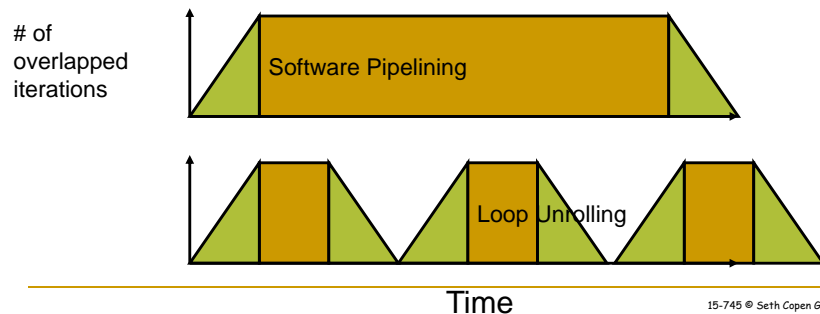 # of
overlapped
iterations
Software Pipelining
Loop Unrolling
Time
15-745 © Seth Copen G